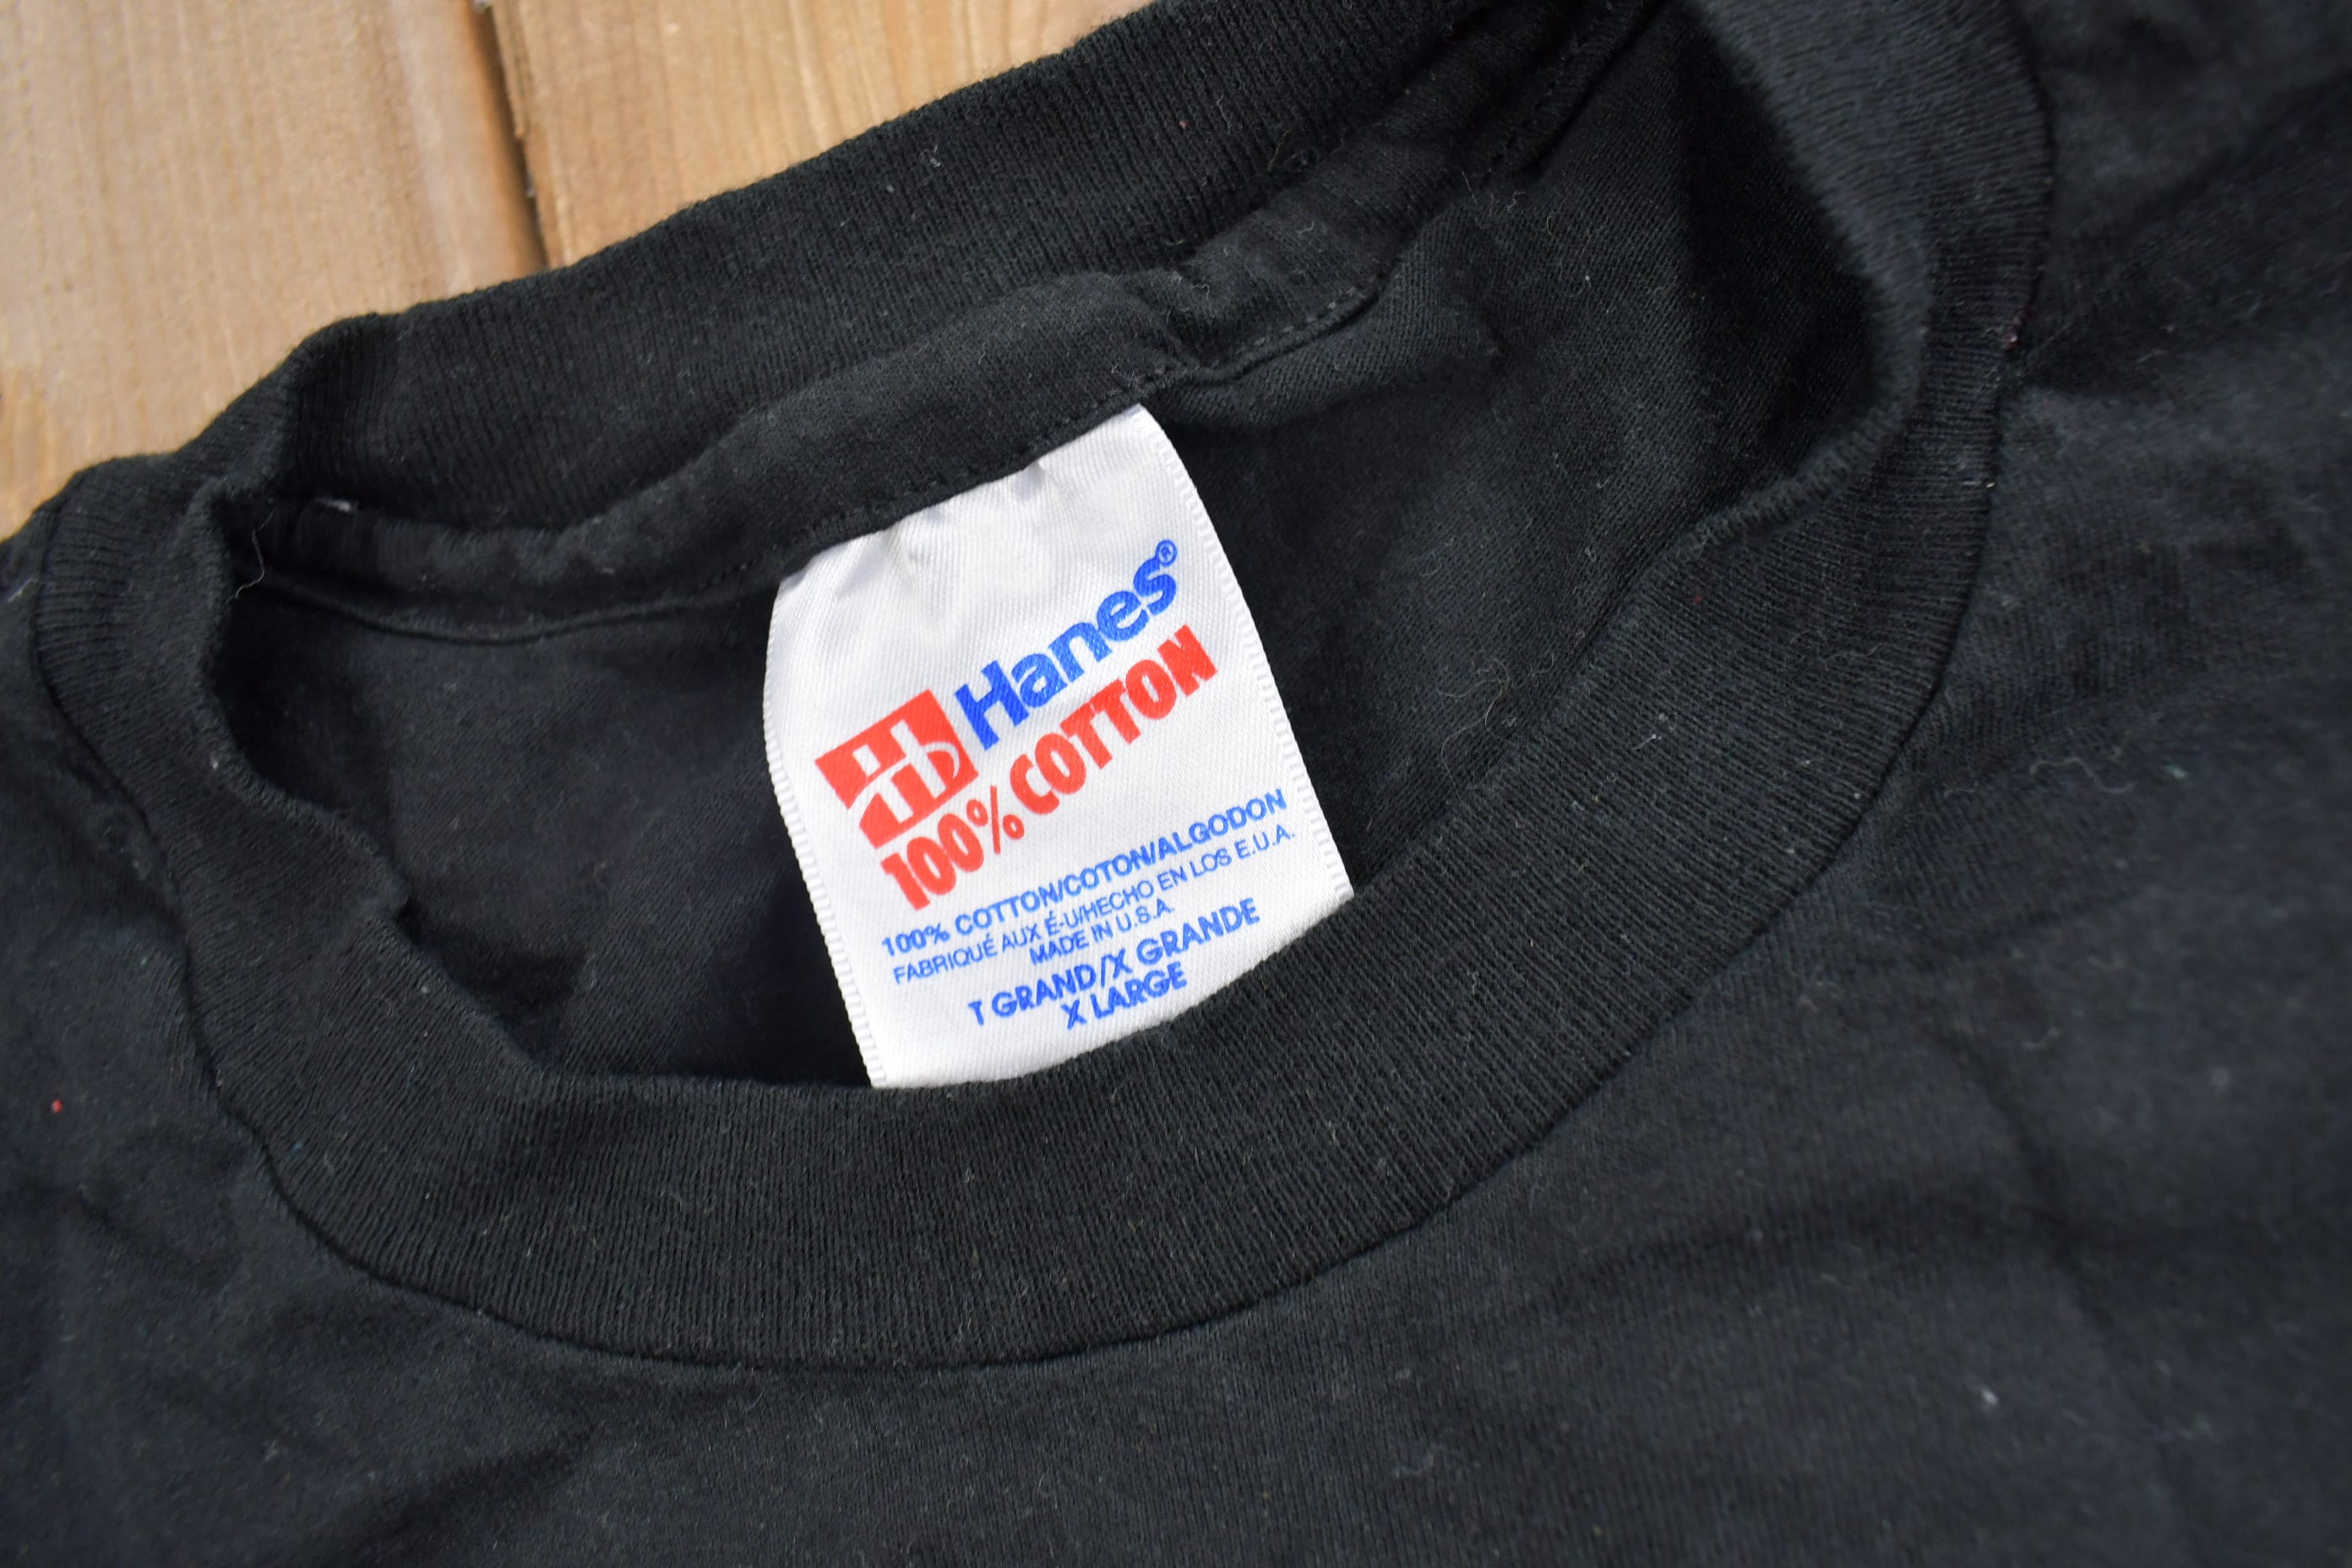 Hanes®
100% COTTON
100% COTTON/COTON/ALGODON
FABRIQUÉ AUX É-U/HECHO EN LOS E.U.A.
MADE IN U.S.A.
T GRAND/X GRANDE
X LARGE